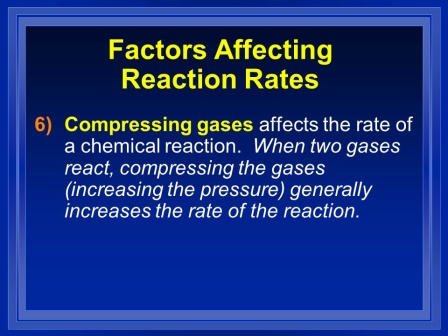 Factors Affecting
Reaction Rates
6) Compressing gases affects the rate of
a chemical reaction. When two gases
react, compressing the gases
(increasing the pressure) generally
increases the rate of the reaction.